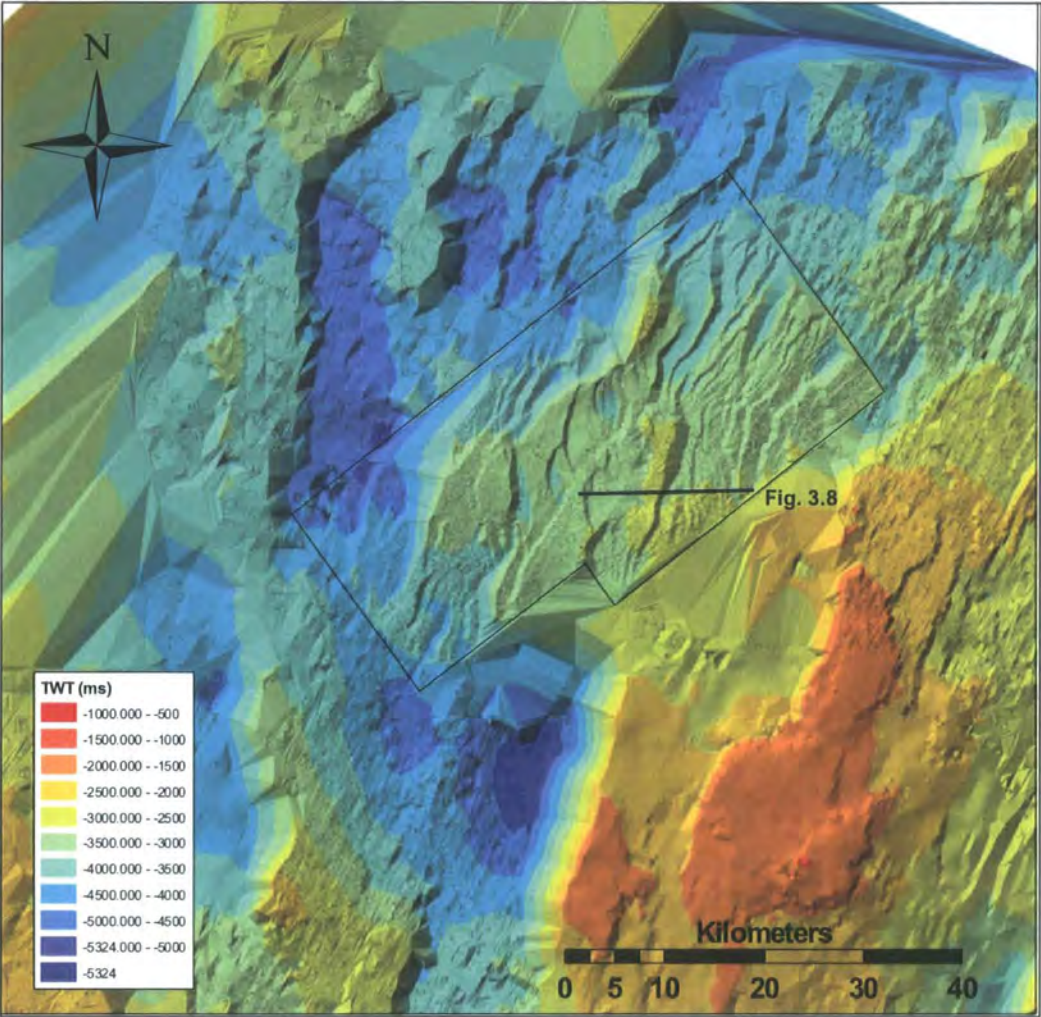 N
Fig. 3.8
TWT (ms)
-1000.000 - -500
-1500.000 - -1000
-2000.000 - -1500
-2500.000 - -2000
-3000.000 - -2500
-3500.000 - -3000
-4000.000 - -3500
-4500.000 - -4000
-5000.000 - -4500
-5324.000 - -5000
-5324
Kilometers
0 5 10 20 30 40